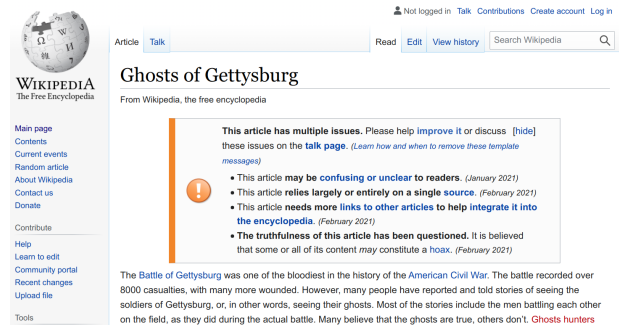 Not logged in Talk Contributions Create account Log in
Article Talk
Read Edit View history Search Wikipedia
WIKIPEDIA
The Free Encyclopedia
Main page
Contents
Current events
Random article
About Wikipedia
Contact us
Donate
Contribute
Help
Learn to edit
Community portal
Recent changes
Upload file
Tools
Ghosts of Gettysburg
From Wikipedia, the free encyclopedia
This article has multiple issues. Please help improve it or discuss [hide]
these issues on the talk page. (Learn how and when to remove these template
messages)
• This article may be confusing or unclear to readers. (January 2021)
• This article relies largely or entirely on a single source. (February 2021)
• This article needs more links to other articles to help integrate it into
the encyclopedia. (February 2021)
• The truthfulness of this article has been questioned. It is believed
that some or all of its content may constitute a hoax. (February 2021)
The Battle of Gettysburg was one of the bloodiest in the history of the American Civil War. The battle recorded over
8000 casualties, with many more wounded. However, many people have reported and told stories of seeing the
soldiers of Gettysburg, or, in other words, seeing their ghosts. Most of the stories include the men battling each other
on the field, as they did during the actual battle. Many believe that the ghosts are true, others don't. Ghosts hunters